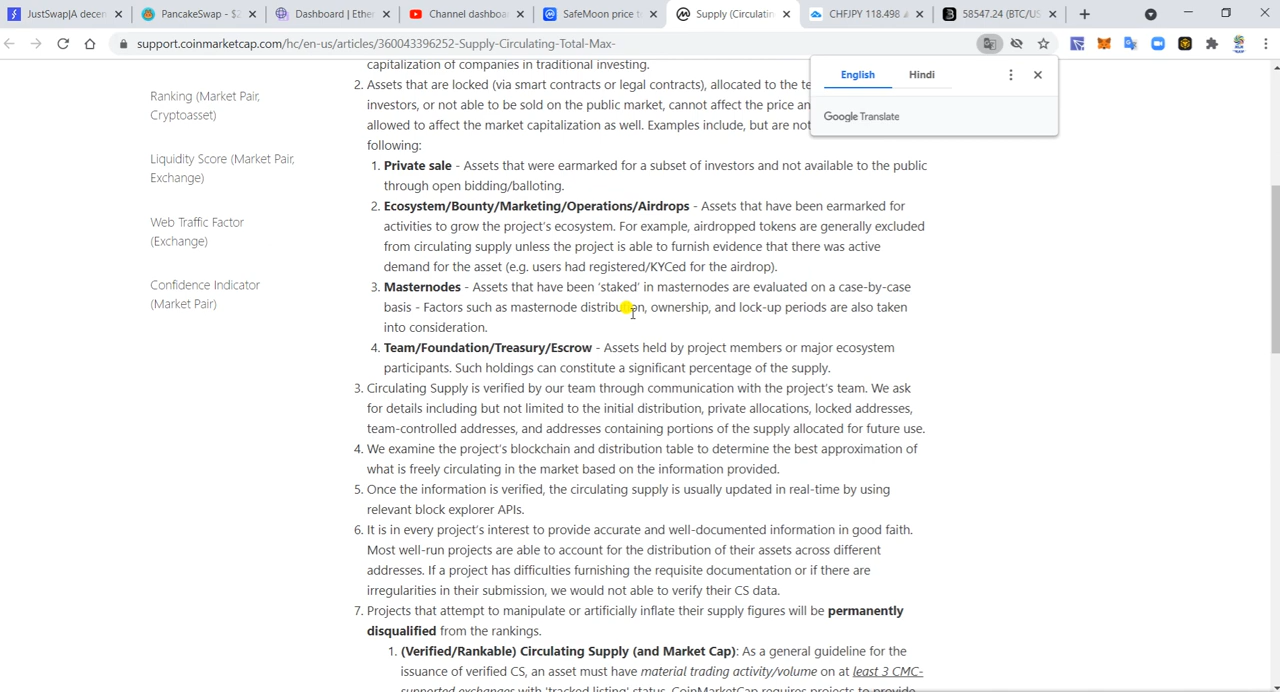 JustSwap|A decen
PancakeSwap - $2
Dashboard | Ether
Channel dashboa
SafeMoon price t
Supply (Circulatin
CHFJPY 118.498
58547.24 (BTC/US
support.coinmarketcap.com/hc/en-us/articles/360043396252-Supply-Circulating-Total-Max-
English
Hindi
Google Translate
Ranking (Market Pair,
Cryptoasset)
Liquidity Score (Market Pair,
Exchange)
Web Traffic Factor
(Exchange)
Confidence Indicator
(Market Pair)
capitalization of companies in traditional investing.
2. Assets that are locked (via smart contracts or legal contracts), allocated to the te
investors, or not able to be sold on the public market, cannot affect the price an
allowed to affect the market capitalization as well. Examples include, but are not
following:
1. Private sale - Assets that were earmarked for a subset of investors and not available to the public
through open bidding/balloting.
2. Ecosystem/Bounty/Marketing/Operations/Airdrops - Assets that have been earmarked for
activities to grow the project's ecosystem. For example, airdropped tokens are generally excluded
from circulating supply unless the project is able to furnish evidence that there was active
demand for the asset (e.g. users had registered/KYCed for the airdrop).
3. Masternodes - Assets that have been 'staked' in masternodes are evaluated on a case-by-case
basis - Factors such as masternode distribution, ownership, and lock-up periods are also taken
into consideration.
4. Team/Foundation/Treasury/Escrow - Assets held by project members or major ecosystem
participants. Such holdings can constitute a significant percentage of the supply.
3. Circulating Supply is verified by our team through communication with the project's team. We ask
for details including but not limited to the initial distribution, private allocations, locked addresses,
team-controlled addresses, and addresses containing portions of the supply allocated for future use.
4. We examine the project's blockchain and distribution table to determine the best approximation of
what is freely circulating in the market based on the information provided.
5. Once the information is verified, the circulating supply is usually updated in real-time by using
relevant block explorer APIs.
6. It is in every project's interest to provide accurate and well-documented information in good faith.
Most well-run projects are able to account for the distribution of their assets across different
addresses. If a project has difficulties furnishing the requisite documentation or if there are
irregularities in their submission, we would not able to verify their CS data.
7. Projects that attempt to manipulate or artificially inflate their supply figures will be permanently
disqualified from the rankings.
1. (Verified/Rankable) Circulating Supply (and Market Cap): As a general guideline for the
issuance of verified CS, an asset must have material trading activity/volume on at least 3 CMC-
supported exchanges with 'tracked listing' status. CoinMarketCap requires projects to provide